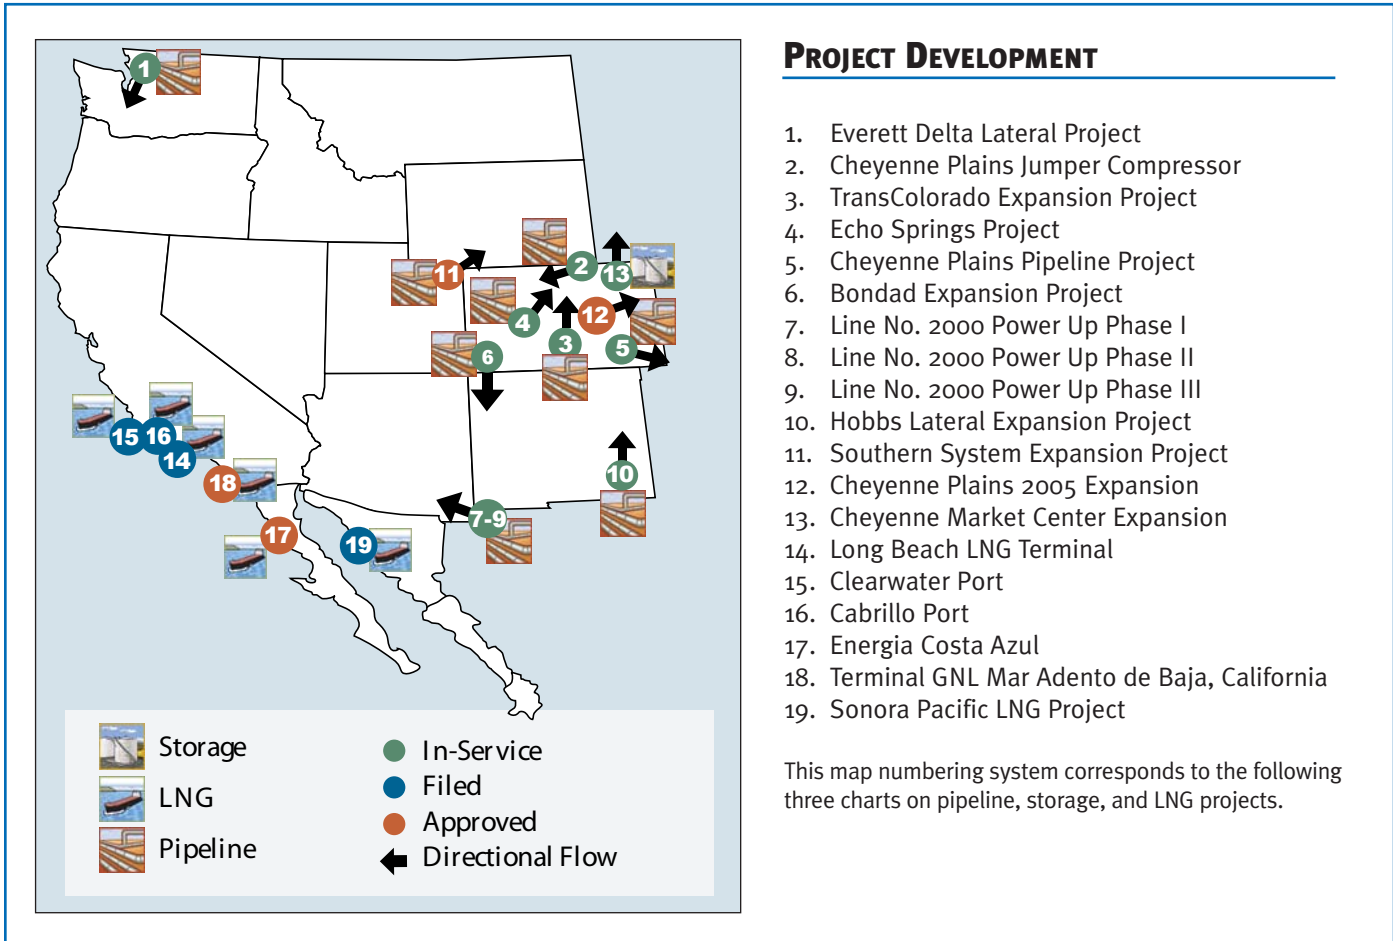 PROJECT DEVELOPMENT
1. Everett Delta Lateral Project
2. Cheyenne Plains Jumper Compressor
3. TransColorado Expansion Project
4. Echo Springs Project
5. Cheyenne Plains Pipeline Project
6. Bondad Expansion Project
7. Line No. 2000 Power Up Phase I
8. Line No. 2000 Power Up Phase II
9. Line No. 2000 Power Up Phase III
10. Hobbs Lateral Expansion Project
11. Southern System Expansion Project
12. Cheyenne Plains 2005 Expansion
13. Cheyenne Market Center Expansion
14. Long Beach LNG Terminal
15. Clearwater Port
16. Cabrillo Port
17. Energia Costa Azul
18. Terminal GNL Mar Adento de Baja, California
19. Sonora Pacific LNG Project
This map numbering system corresponds to the following
three charts on pipeline, storage, and LNG projects.
1
2
13
11
4
12
3
5
6
15
16
14
18
10
7-9
17
19
Storage
LNG
Pipeline
In-Service
Filed
Approved
Directional Flow